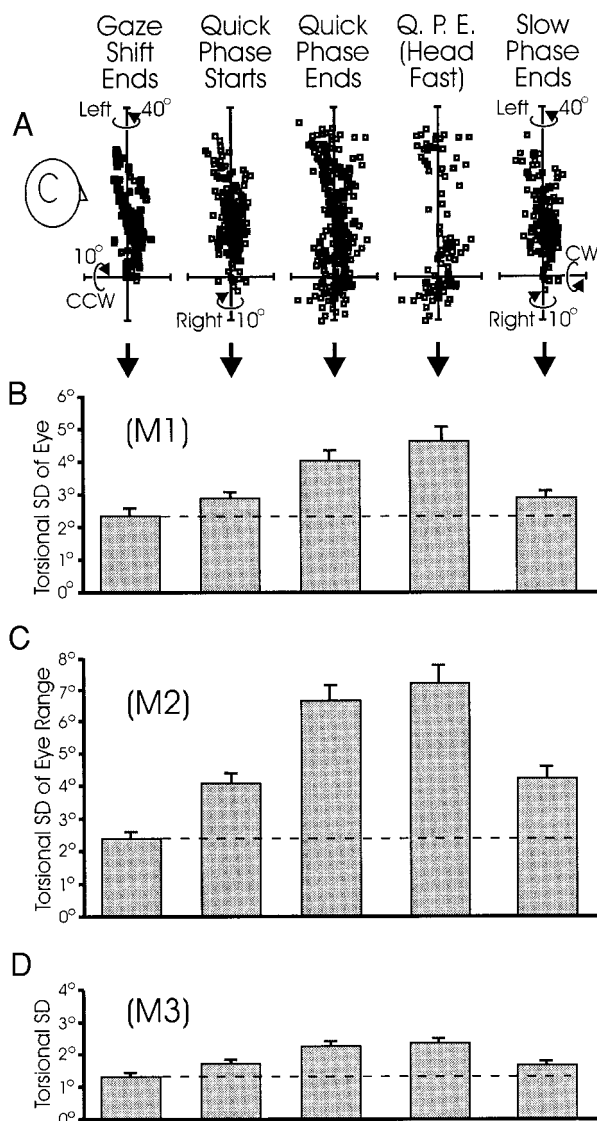 Gaze Shift Ends
Quick Phase Starts
Quick Phase Ends
Q. P. E. (Head Fast)
Slow Phase Ends
A
Left 40°
Left 40°
C
10°
CCW
CW
Right 10°
Right 10°
B
(M1)
Torsional SD of Eye
6°
5°
4°
3°
2°
1°
0°
C
(M2)
Torsional SD of Eye Range
8°
7°
6°
5°
4°
3°
2°
1°
0°
D
(M3)
Torsional SD
4°
3°
2°
1°
0°